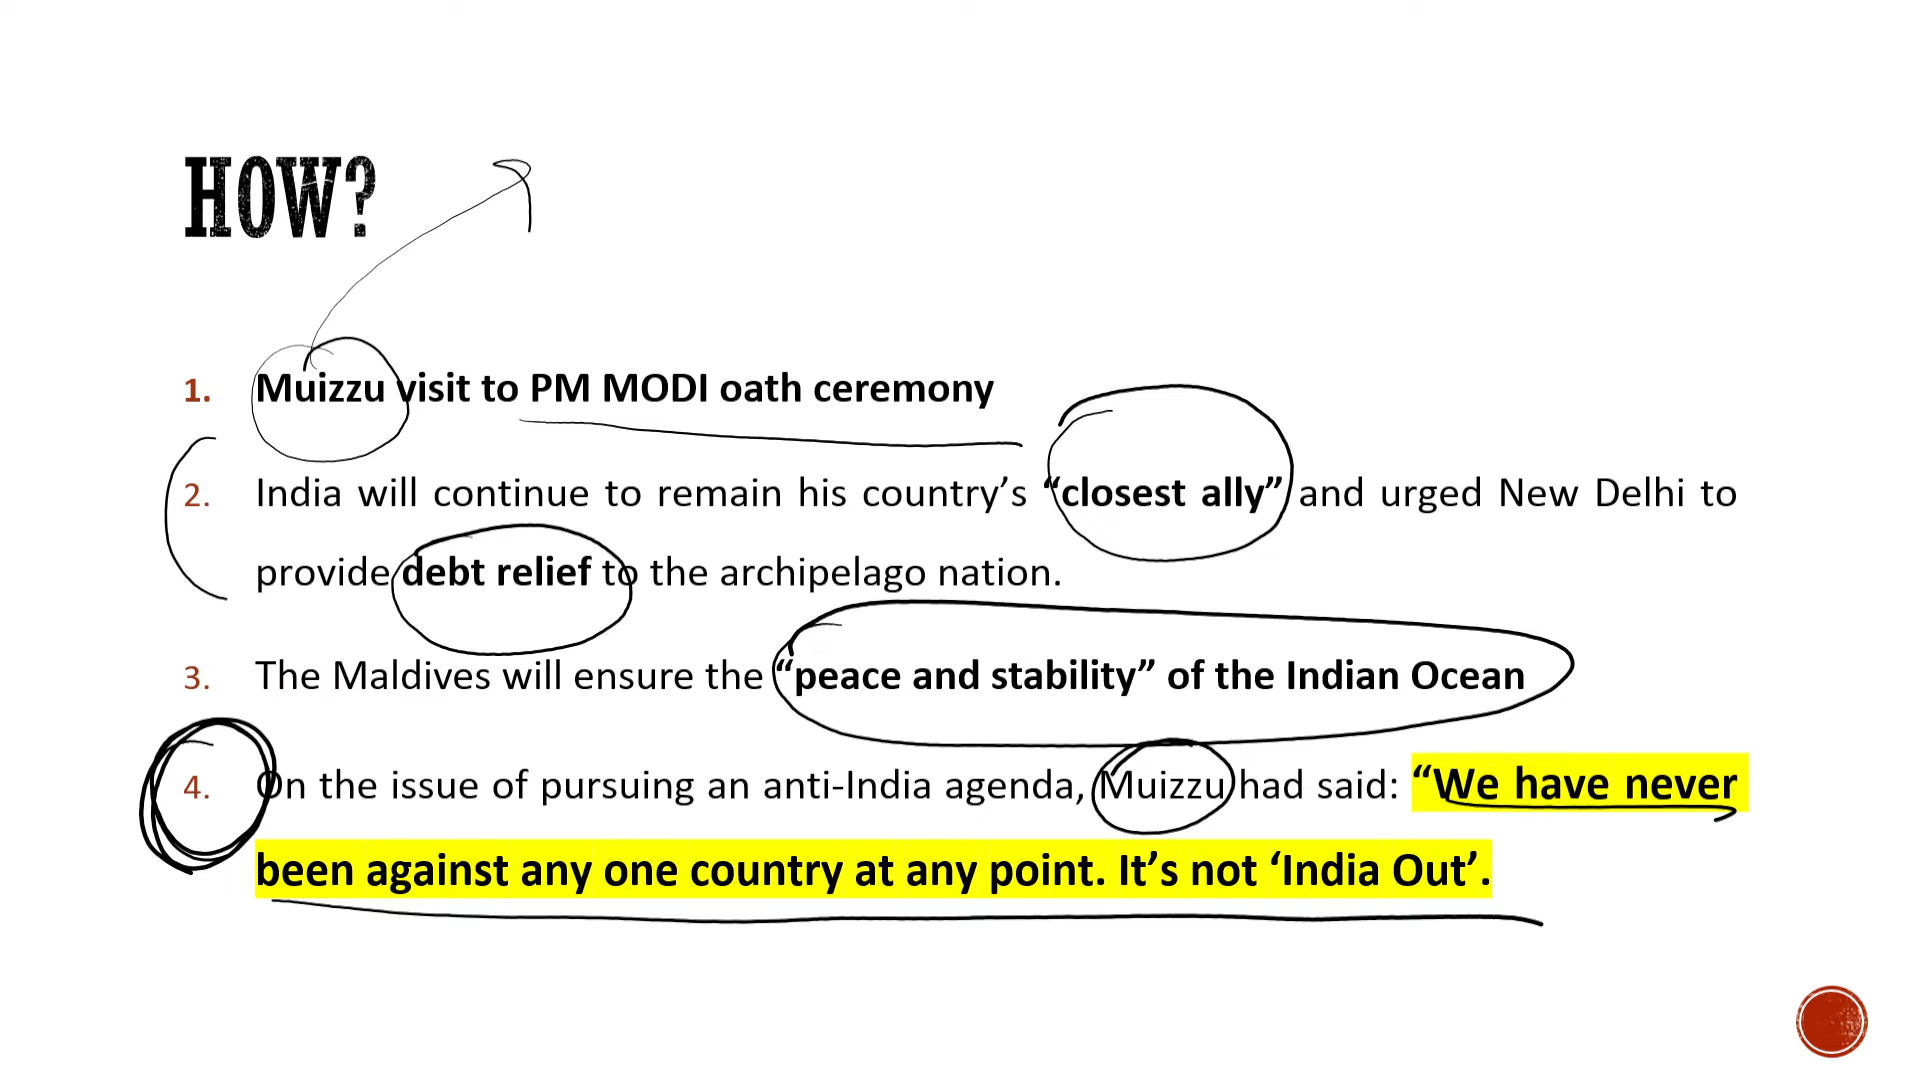 HOW?
1. Muizzu visit to PM MODI oath ceremony
2. India will continue to remain his country’s “closest ally” and urged New Delhi to
provide debt relief to the archipelago nation.
3. The Maldives will ensure the “peace and stability” of the Indian Ocean
4. On the issue of pursuing an anti-India agenda, Muizzu had said: “We have never
been against any one country at any point. It’s not ‘India Out’.